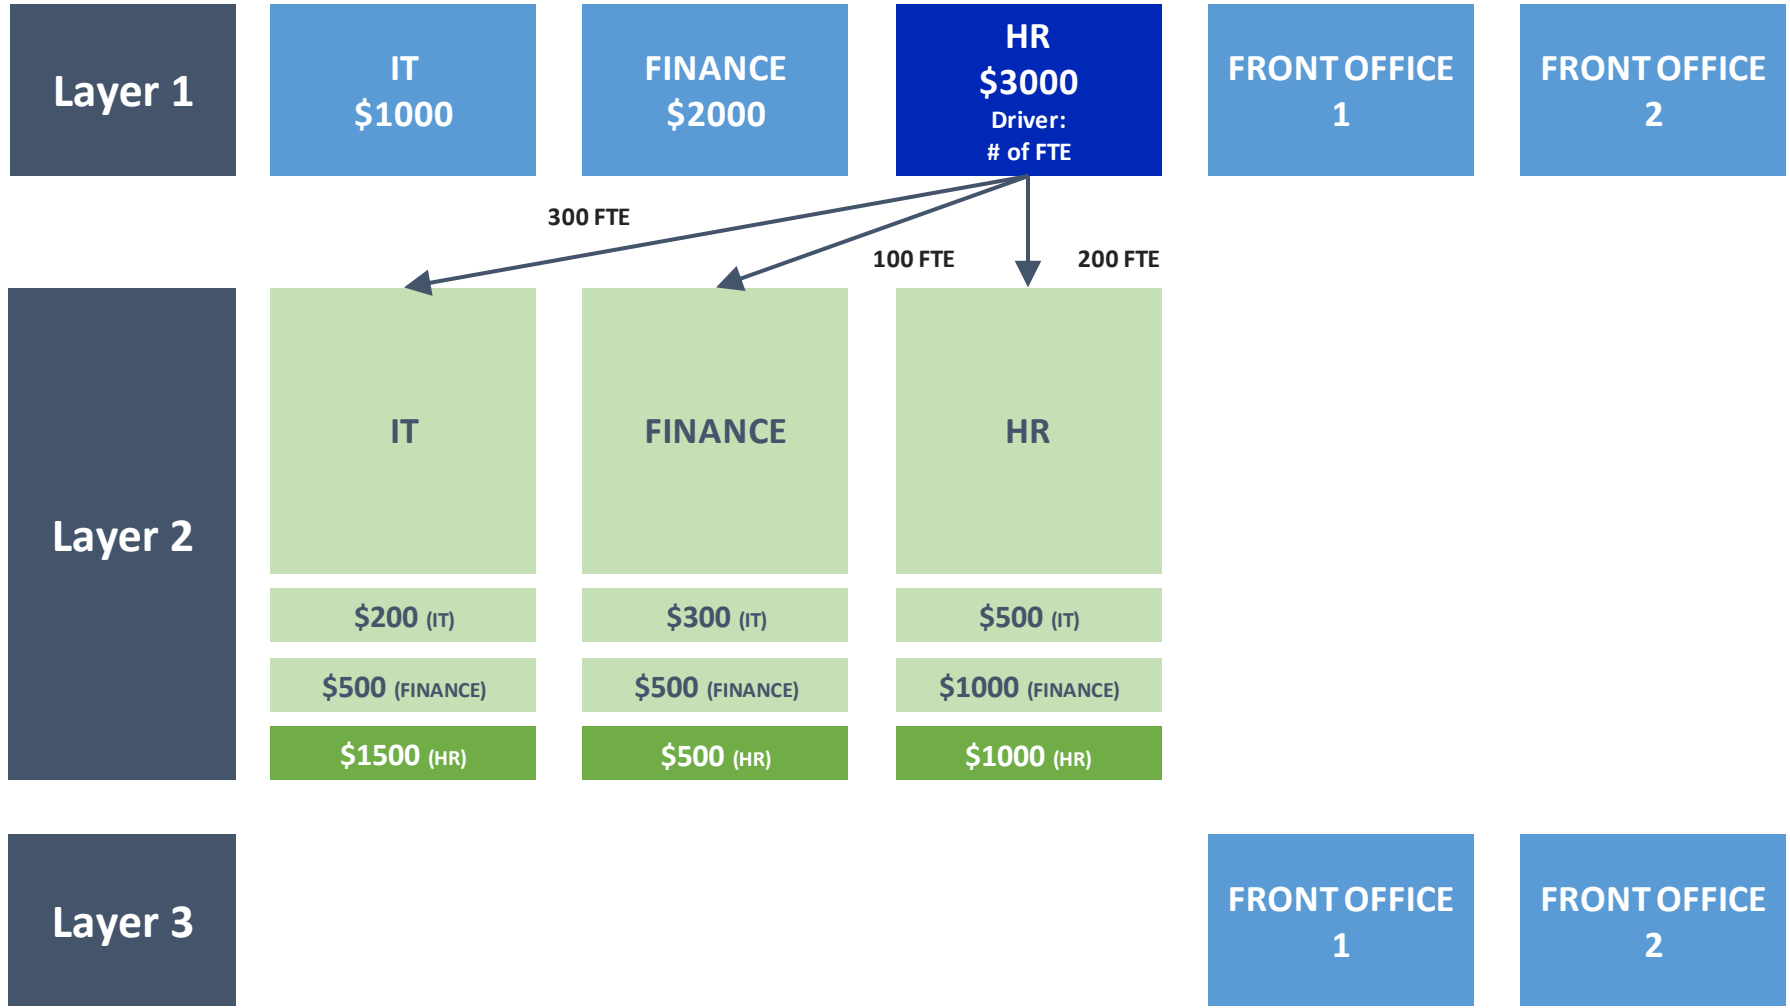 Layer 1
IT
$1000
FINANCE
$2000
HR
$3000
Driver:
# of FTE
FRONT OFFICE
1
FRONT OFFICE
2
300 FTE
100 FTE
200 FTE
Layer 2
IT
FINANCE
HR
$200 (IT)
$300 (IT)
$500 (IT)
$500 (FINANCE)
$500 (FINANCE)
$1000 (FINANCE)
$1500 (HR)
$500 (HR)
$1000 (HR)
Layer 3
FRONT OFFICE
1
FRONT OFFICE
2